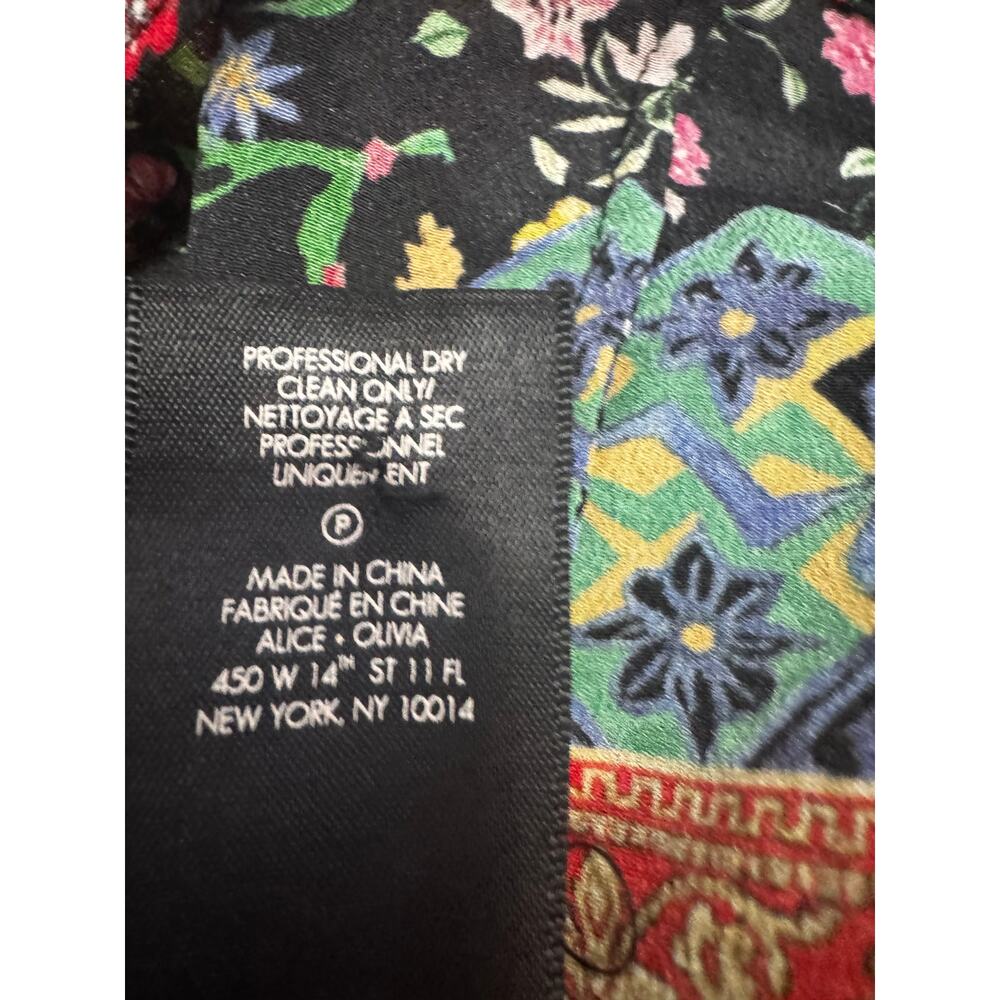 PROFESSIONAL DRY
CLEAN ONLY/
NETTOYAGE A SEC
UNIQUEMENT
P
MADE IN CHINA
FABRIQUÉ EN CHINE
ALICE • OLIVIA
450 W 14TH ST 11 FL
NEW YORK, NY 10014